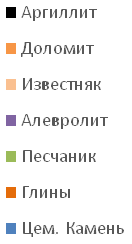 Аргиллит
Доломит
Известняк
Алевролит
Песчаник
Глины
Цем. Камень